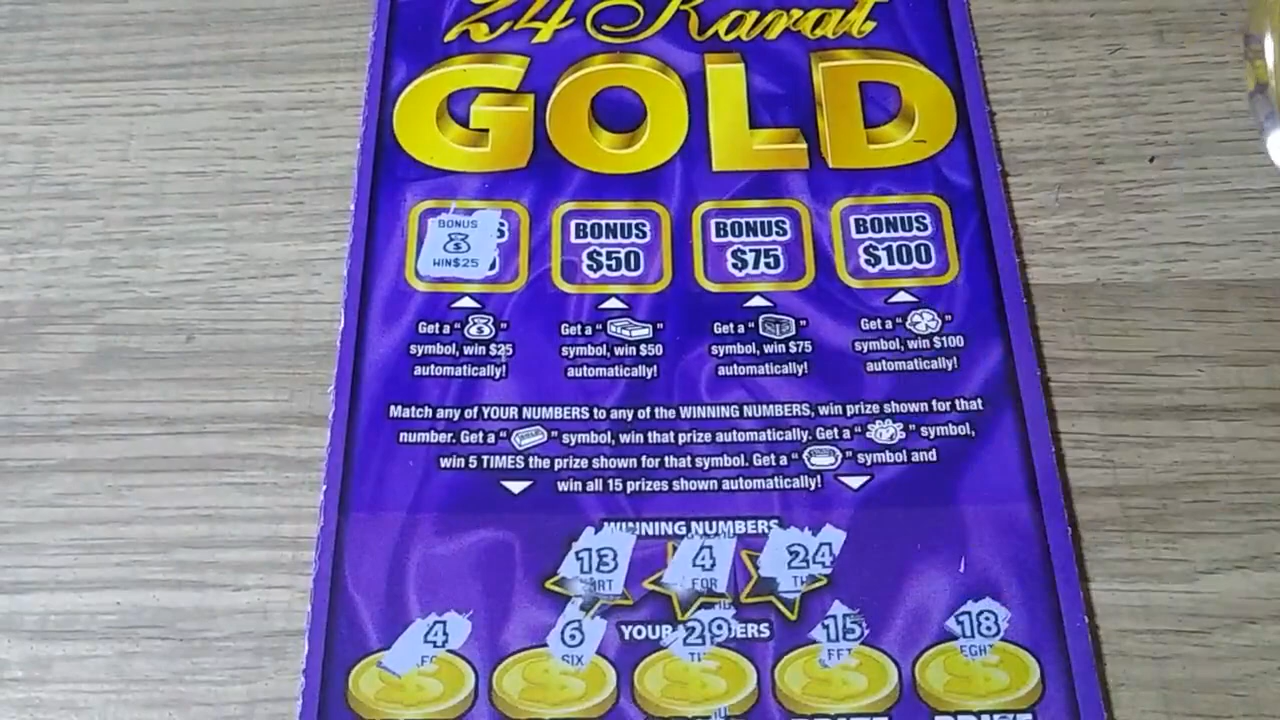 24 Karat
GOLD
BONUS
WIN$25
BONUS
$50
BONUS
$75
BONUS
$100
Get a " "
symbol, win $25
automatically!
Get a " "
symbol, win $50
automatically!
Get a " "
symbol, win $75
automatically!
Get a " "
symbol, win $100
automatically!
Match any of YOUR NUMBERS to any of the WINNING NUMBERS, win prize shown for that
number. Get a " " symbol, win that prize automatically. Get a " " symbol,
win 5 TIMES the prize shown for that symbol. Get a " " symbol and
win all 15 prizes shown automatically!
WINNING NUMBERS
13 4 24
FOR
YOUR
4 6 29 15 18
SIX EGHT